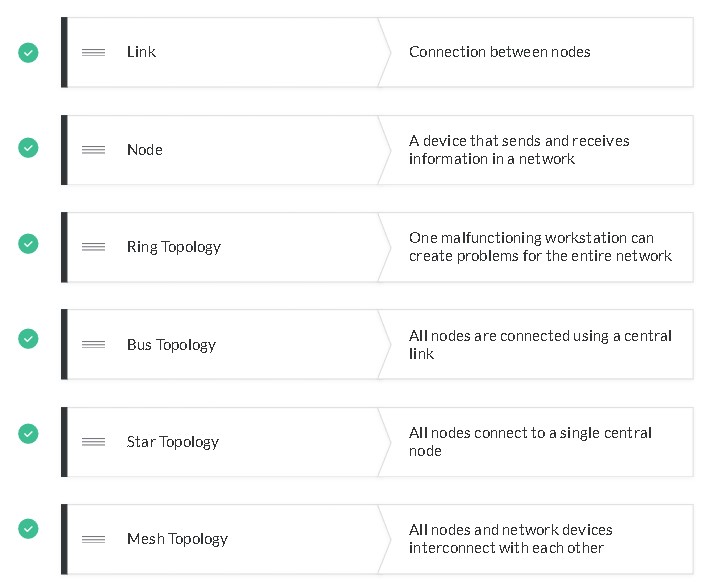 Link
Connection between nodes
Node
A device that sends and receives
information in a network
Ring Topology
One malfunctioning workstation can
create problems for the entire network
Bus Topology
All nodes are connected using a central
link
Star Topology
All nodes connect to a single central
node
Mesh Topology
All nodes and network devices
interconnect with each other